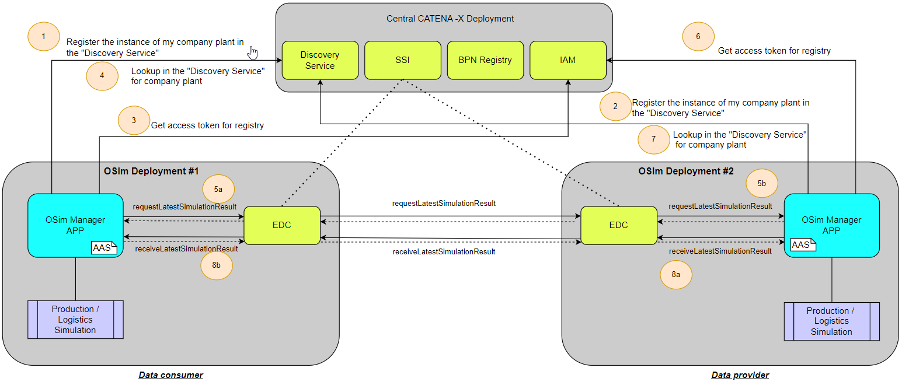 Central CATENA -X Deployment
1
Register the instance of my company plant in
the "Discovery Service"
4
Lookup in the "Discovery Service"
for company plant
Discovery
Service
SSI
BPN Registry
IAM
6
Get access token for registry
3
Get access token for registry
2
Register the instance of my company plant in
the "Discovery Service"
7
Lookup in the "Discovery Service"
for company plant
OSIm Deployment #1
5a
requestLatestSimulationResult
OSim Manager
APP
AAS
EDC
receiveLatestSimulationResult
8b
Production /
Logistics
Simulation
requestLatestSimulationResult
receiveLatestSimulationResult
OSIm Deployment #2
5b
requestLatestSimulationResult
EDC
OSim Manager
APP
AAS
receiveLatestSimulationResult
8a
Production /
Logistics
Simulation
Data consumer
Data provider